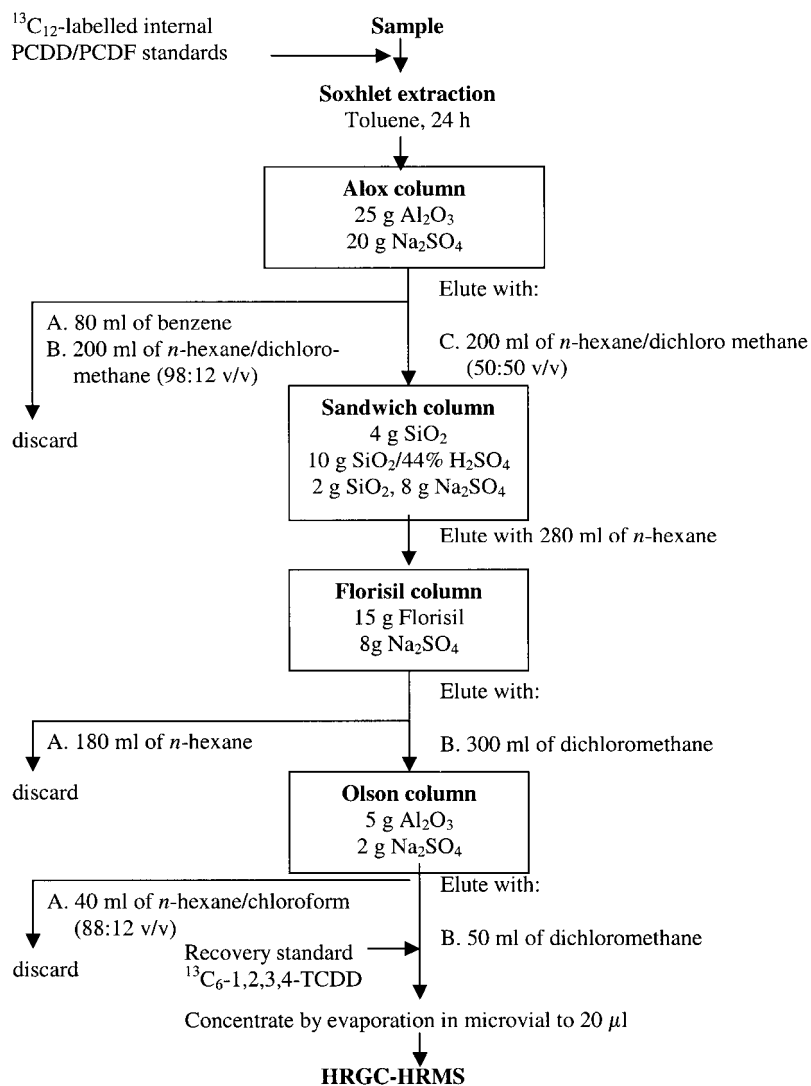 ¹³C₁₂-labelled internal
PCDD/PCDF standards
Sample
Soxhlet extraction
Toluene, 24 h
Alox column
25 g Al₂O₃
20 g Na₂SO₄
Elute with:
A. 80 ml of benzene
B. 200 ml of n-hexane/dichloro-
methane (98:12 v/v)
C. 200 ml of n-hexane/dichloro methane
(50:50 v/v)
discard
Sandwich column
4 g SiO₂
10 g SiO₂/44% H₂SO₄
2 g SiO₂, 8 g Na₂SO₄
Elute with 280 ml of n-hexane
Florisil column
15 g Florisil
8g Na₂SO₄
Elute with:
A. 180 ml of n-hexane
B. 300 ml of dichloromethane
discard
Olson column
5 g Al₂O₃
2 g Na₂SO₄
Elute with:
A. 40 ml of n-hexane/chloroform
(88:12 v/v)
B. 50 ml of dichloromethane
discard
Recovery standard
¹³C₆-1,2,3,4-TCDD
Concentrate by evaporation in microvial to 20 µl
HRGC-HRMS